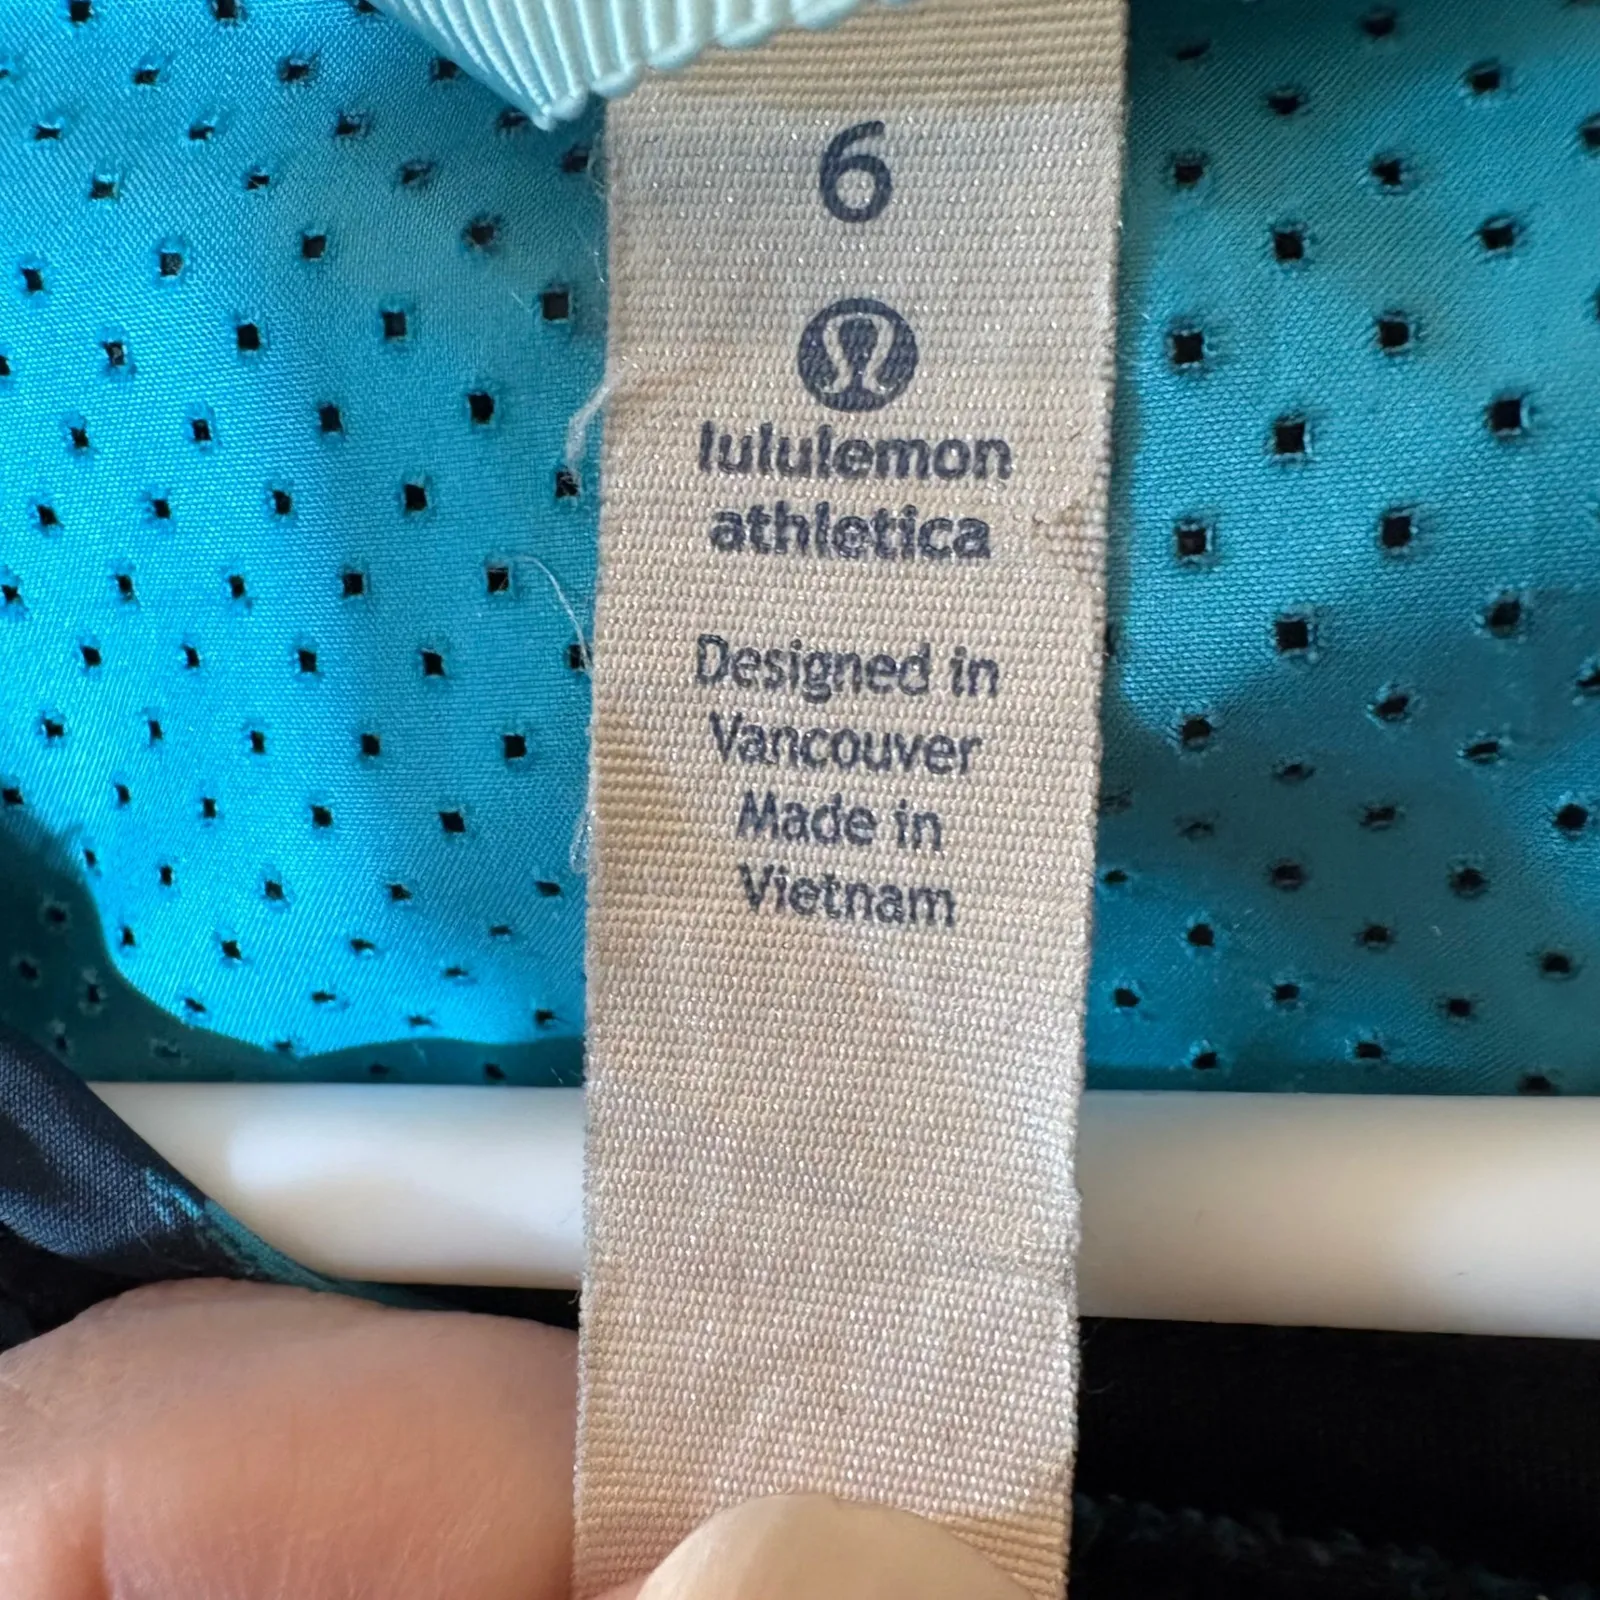 6
lululemon
athletica
Designed in
Vancouver
Made in
Vietnam